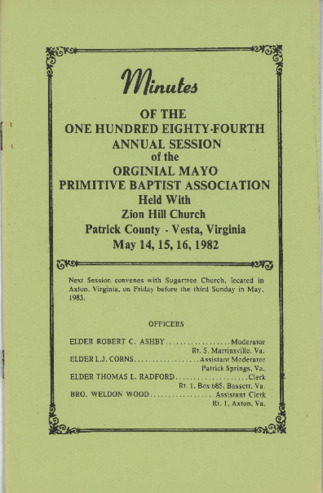 Minutes
OF THE
ONE HUNDRED EIGHTY-FOURTH
ANNUAL SESSION
of the
ORGINIAL MAYO
PRIMITIVE BAPTIST ASSOCIATION
Held With
Zion Hill Church
Patrick County - Vesta, Virginia
May 14, 15, 16, 1982
Next Session convenes with Sugartree Church, located in
Axton, Virginia, on Friday before the third Sunday in May,
1983.
OFFICERS
ELDER ROBERT C. ASHBY.................Moderator
Rt. 5, Martinsville, Va.
ELDER L.J. CORNS.................Assistant Moderator
Patrick Springs, Va.
ELDER THOMAS L. RADFORD...................Clerk
Rt. 1, Box 685, Bassett, Va.
BRO. WELDON WOOD.................Assistant Clerk
Rt. 1, Axton, Va.